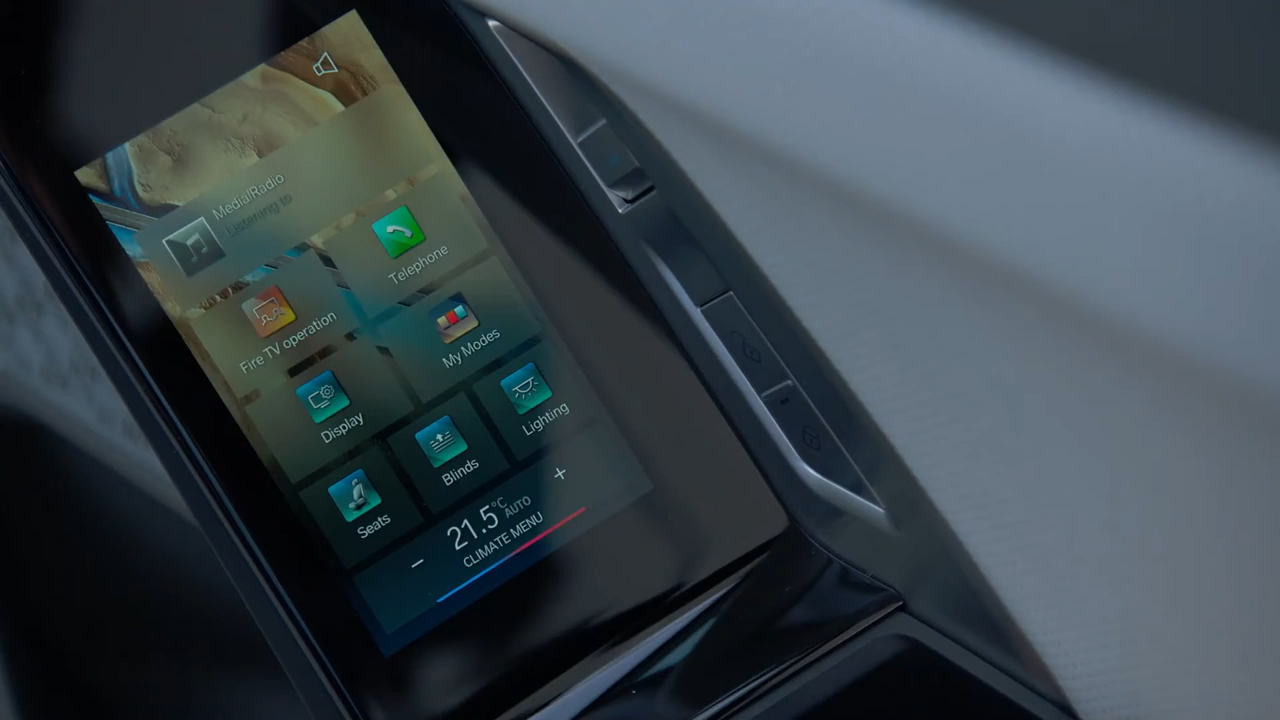 Media|Radio
Listening to
Telephone
Fire TV operation
My Modes
Display
Lighting
Blinds
Seats
−
21.5°C AUTO
+
CLIMATE MENU